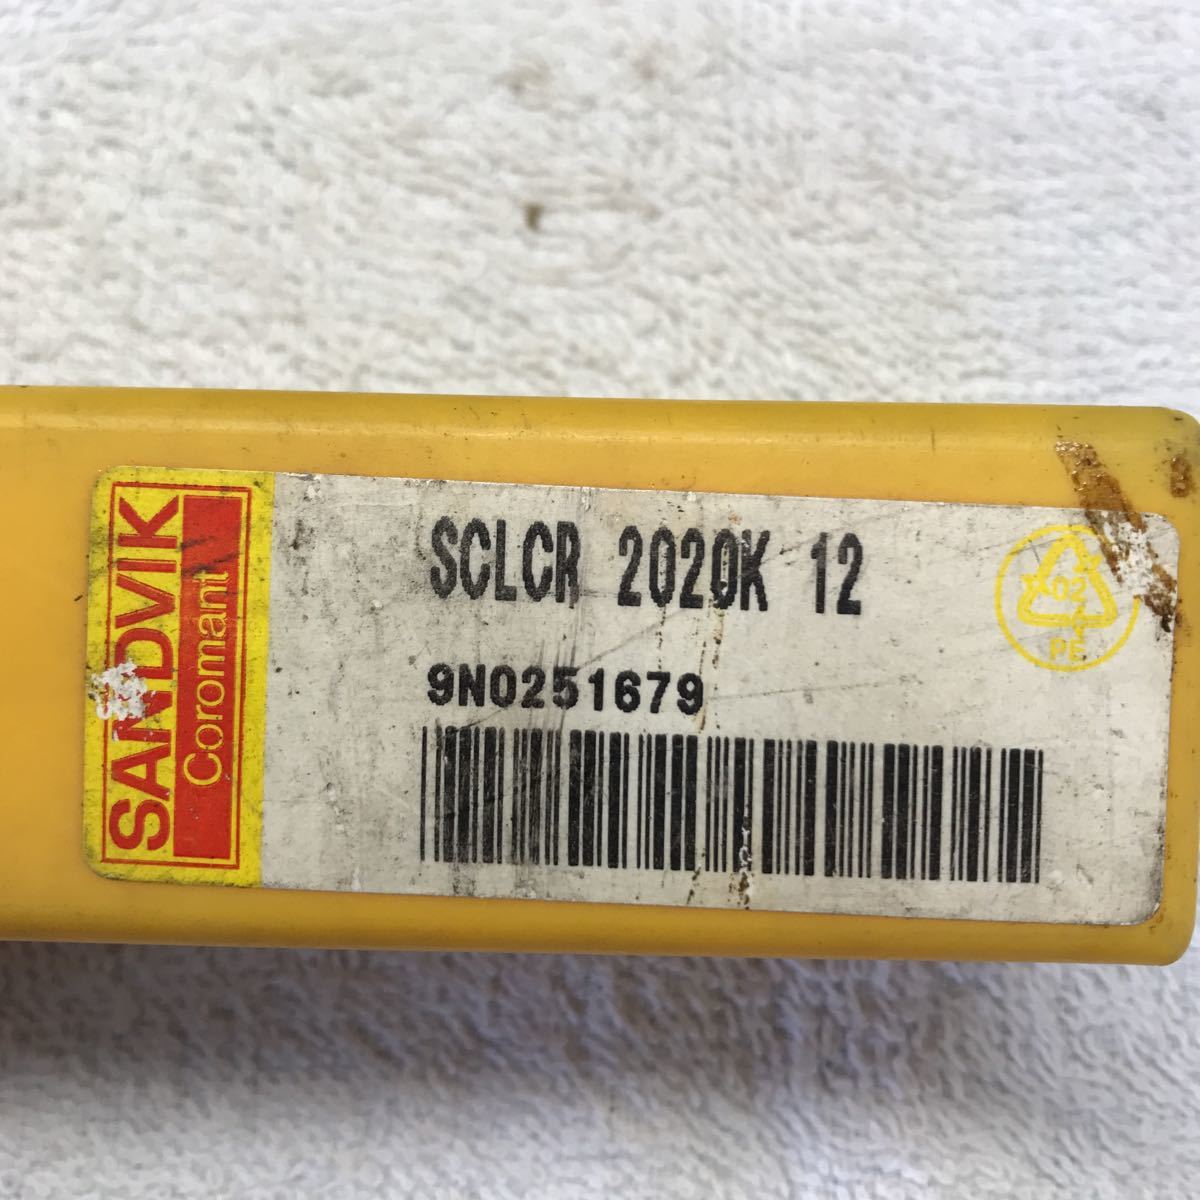 SANDVIK
Coromant
SCLCR 2020K 12
9N0251679
02
PE